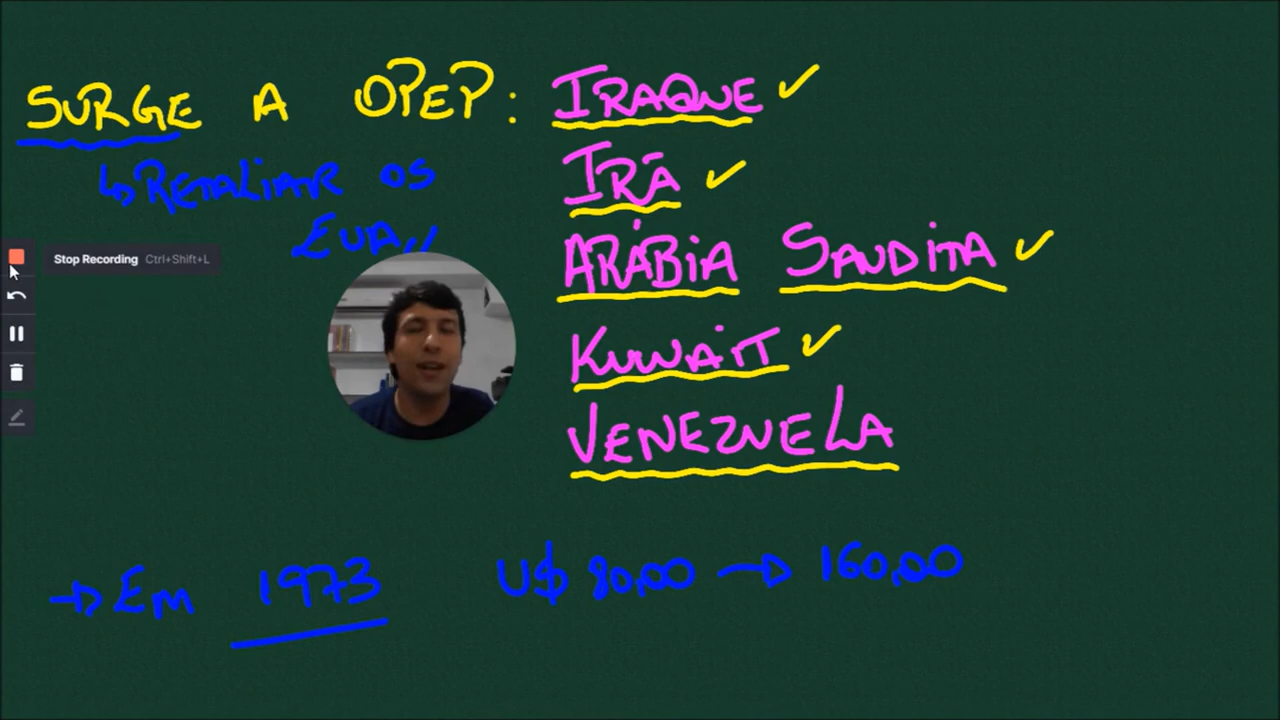 SURGE A OPEP: IRAQUE ✓
↳ RETALIAR OS
EUA,,
IRÃ ✓
ARÁBIA SAUDITA ✓
KUWAIT ✓
VENEZUELA
Stop Recording Ctrl+Shift+L
→ EM 1973 U$ 80,00 → 160,00